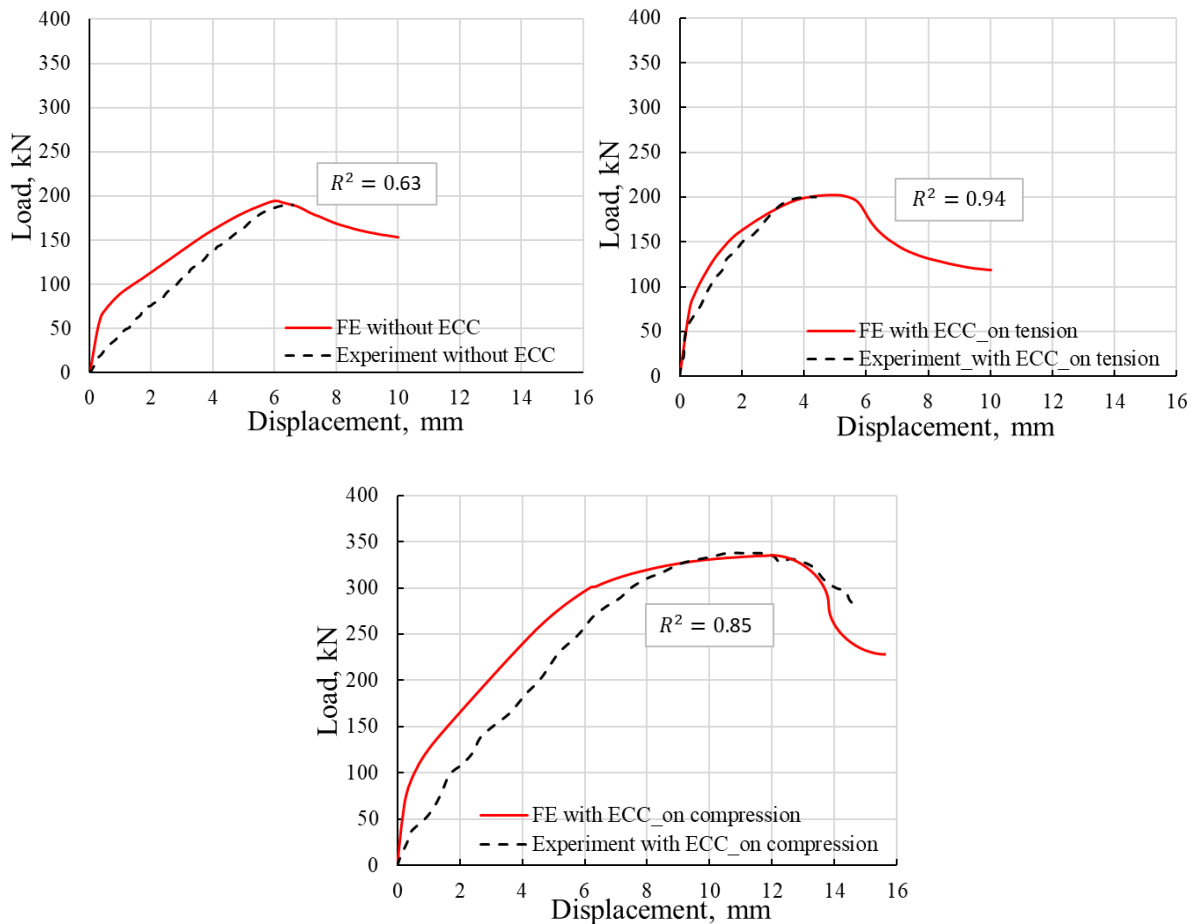 400
350
300
250
200
150
100
50
0
Load, kN
R² = 0.63
FE without ECC
Experiment without ECC
0 2 4 6 8 10 12 14 16
Displacement, mm
400
350
300
250
200
150
100
50
0
Load, kN
R² = 0.94
FE with ECC_on tension
Experiment_with ECC_on tension
0 2 4 6 8 10 12 14 16
Displacement, mm
400
350
300
250
200
150
100
50
0
Load, kN
R² = 0.85
FE with ECC_on compression
Experiment with ECC_on compression
0 2 4 6 8 10 12 14 16
Displacement, mm